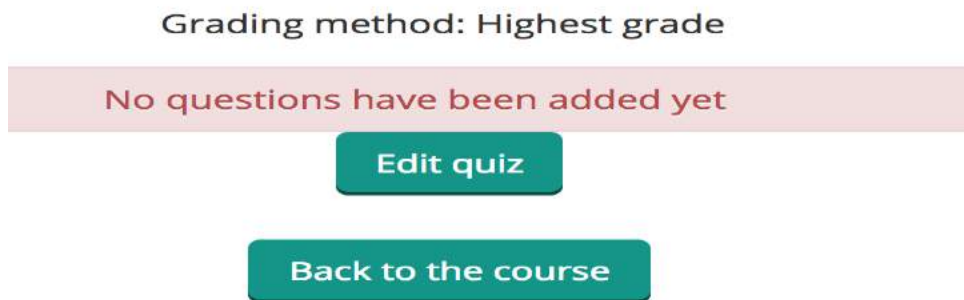 Grading method: Highest grade
No questions have been added yet
Edit quiz
Back to the course